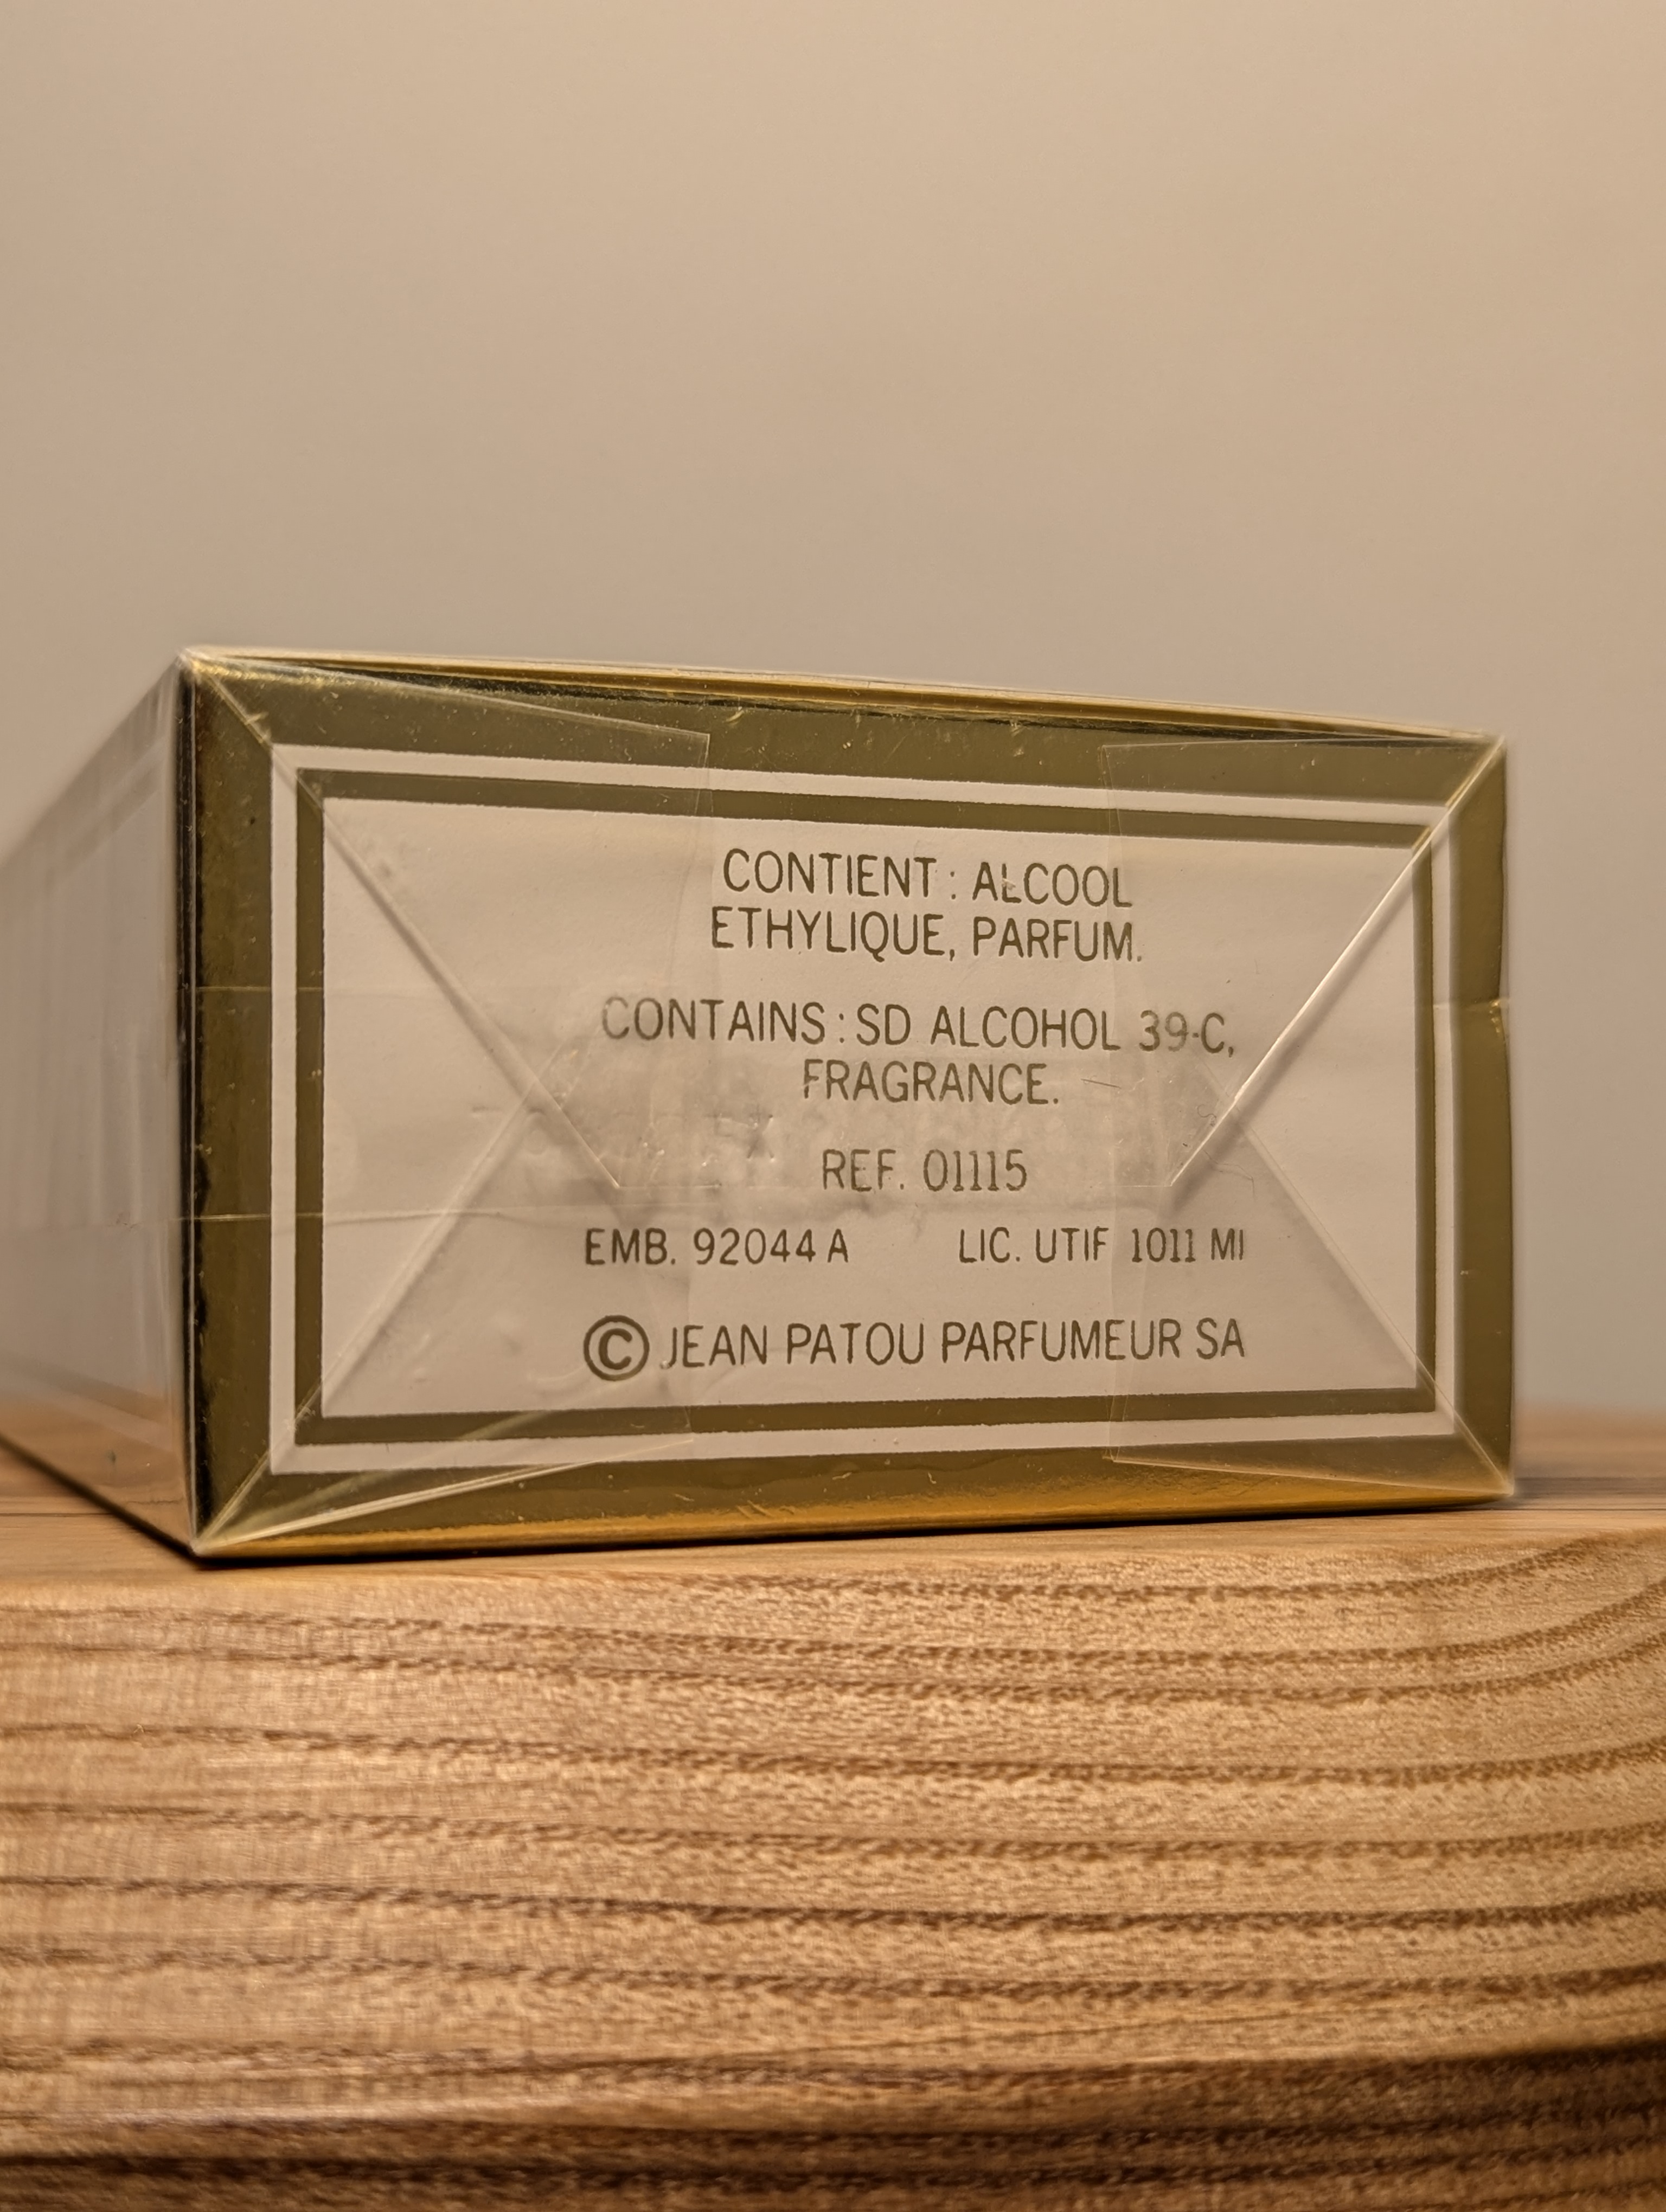 CONTIENT : ALCOOL
ETHYLIQUE, PARFUM.
CONTAINS : SD ALCOHOL 39-C,
FRAGRANCE.
REF. 01115
EMB. 92044 A LIC. UTIF 1011 MI
© JEAN PATOU PARFUMEUR SA